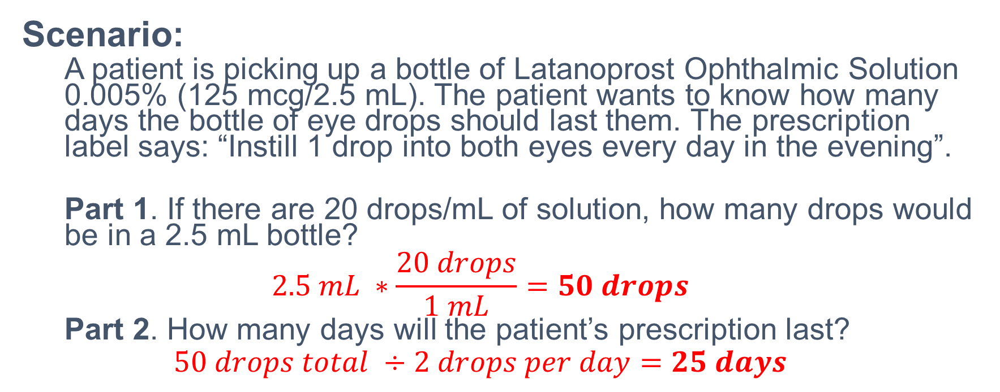 Scenario:
A patient is picking up a bottle of Latanoprost Ophthalmic Solution
0.005% (125 mcg/2.5 mL). The patient wants to know how many
days the bottle of eye drops should last them. The prescription
label says: “Instill 1 drop into both eyes every day in the evening”.
Part 1. If there are 20 drops/mL of solution, how many drops would
be in a 2.5 mL bottle?
2.5 mL * 20 drops / 1 mL = 50 drops
Part 2. How many days will the patient’s prescription last?
50 drops total ÷ 2 drops per day = 25 days